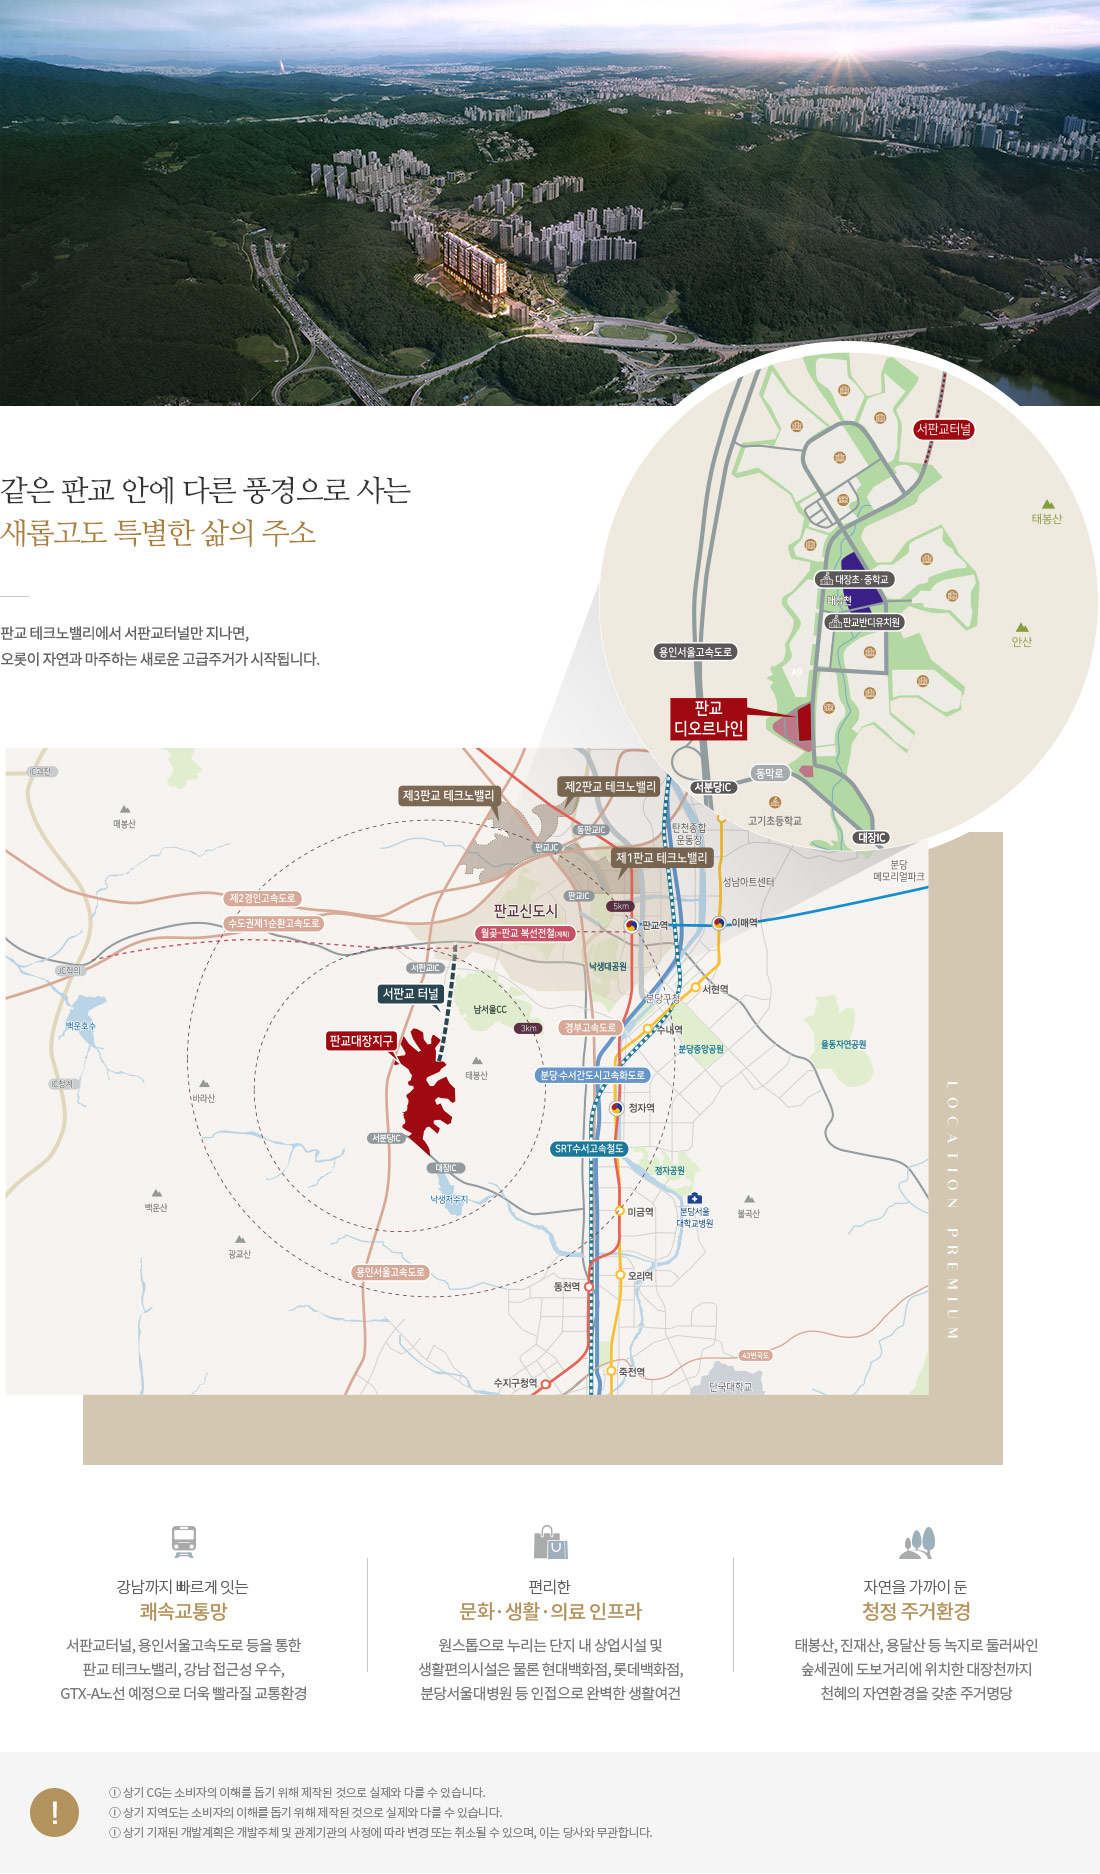 같은 판교 안에 다른 풍경으로 사는
새롭고도 특별한 삶의 주소
판교 테크노밸리에서 서판교터널만 지나면,
오롯이 자연과 마주하는 새로운 고급주거가 시작됩니다.
서판교터널
태봉산
대장초·중학교
판교반디유치원
안산
용인서울고속도로
A9
판교
디오르나인
동막로
서분당IC
고기초등학교
대장IC
매봉산
제3판교 테크노밸리
제2판교 테크노밸리
동판교IC
탄천종합
운동장
판교JC
제1판교 테크노밸리
분당
메모리얼파크
성남아트센터
제2경인고속도로
판교IC
5km
판교신도시
수도권제1순환고속도로
월곶-판교 복선전철(계획)
판교역
이매역
서판교IC
낙생대공원
서판교 터널
남서울CC
분당구청
서현역
백운호수
3km
경부고속도로
수내역
판교대장지구
분당중앙공원
율동자연공원
태봉산
분당·수서간도시고속화도로
바라산
정자역
서분당IC
SRT수서고속철도
대장IC
정자공원
낙생저수지
백운산
미금역
분당서울
대학교병원
불곡산
광교산
용인서울고속도로
동천역
오리역
43번국도
죽전역
수지구청역
단국대학교
LOCATION PREMIUM
강남까지 빠르게 잇는
쾌속교통망
서판교터널, 용인서울고속도로 등을 통한
판교 테크노밸리, 강남 접근성 우수,
GTX-A노선 예정으로 더욱 빨라질 교통환경
편리한
문화·생활·의료 인프라
원스톱으로 누리는 단지 내 상업시설 및
생활편의시설은 물론 현대백화점, 롯데백화점,
분당서울대병원 등 인접으로 완벽한 생활여건
자연을 가까이 둔
청정 주거환경
태봉산, 진재산, 용달산 등 녹지로 둘러싸인
숲세권에 도보거리에 위치한 대장천까지
천혜의 자연환경을 갖춘 주거명당
! 상기 CG는 소비자의 이해를 돕기 위해 제작된 것으로 실제와 다를 수 있습니다.
! 상기 지역도는 소비자의 이해를 돕기 위해 제작된 것으로 실제와 다를 수 있습니다.
! 상기 기재된 개발계획은 개발주체 및 관계기관의 사정에 따라 변경 또는 취소될 수 있으며, 이는 당사와 무관합니다.